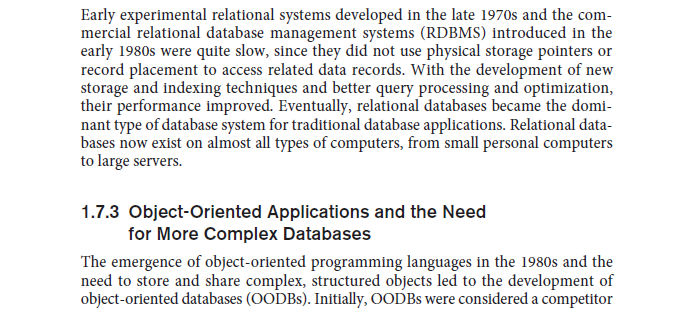 Early experimental relational systems developed in the late 1970s and the com-
mercial relational database management systems (RDBMS) introduced in the
early 1980s were quite slow, since they did not use physical storage pointers or
record placement to access related data records. With the development of new
storage and indexing techniques and better query processing and optimization,
their performance improved. Eventually, relational databases became the domi-
nant type of database system for traditional database applications. Relational data-
bases now exist on almost all types of computers, from small personal computers
to large servers.
1.7.3 Object-Oriented Applications and the Need
for More Complex Databases
The emergence of object-oriented programming languages in the 1980s and the
need to store and share complex, structured objects led to the development of
object-oriented databases (OODBs). Initially, OODBs were considered a competitor